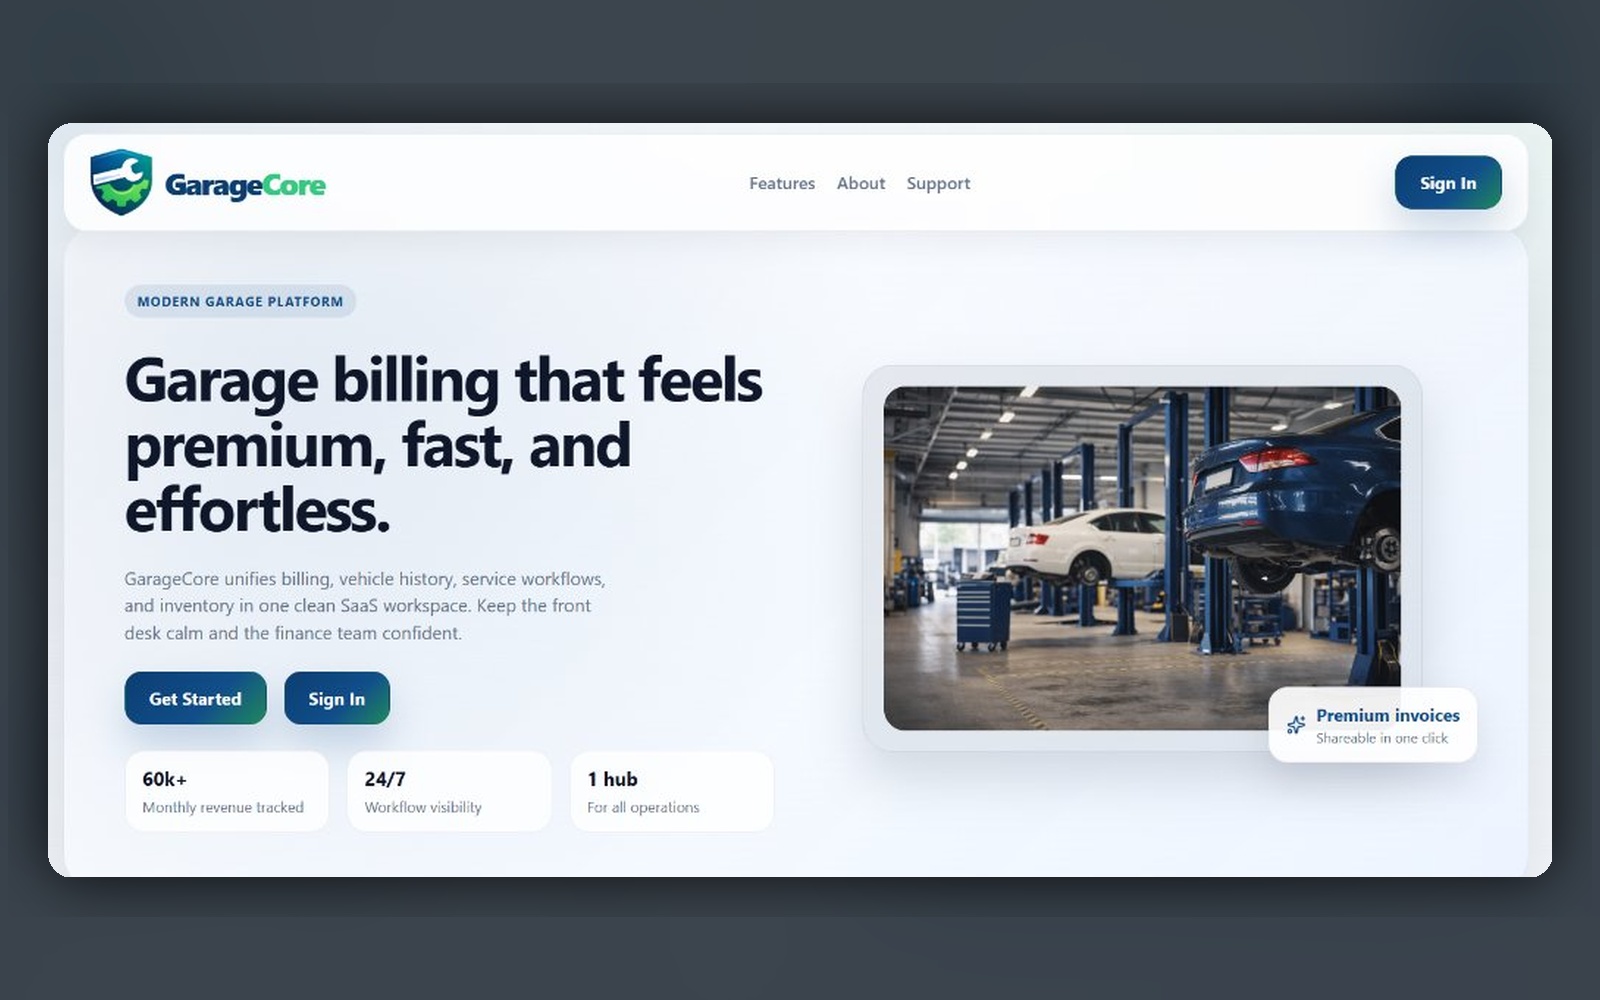 GarageCore
Features About Support
Sign In
MODERN GARAGE PLATFORM
Garage billing that feels
premium, fast, and
effortless.
GarageCore unifies billing, vehicle history, service workflows,
and inventory in one clean SaaS workspace. Keep the front
desk calm and the finance team confident.
Get Started Sign In
60k+
Monthly revenue tracked
24/7
Workflow visibility
1 hub
For all operations
Premium invoices
Shareable in one click